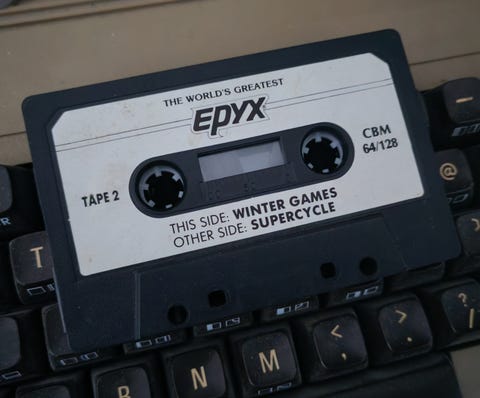 THE WORLD'S GREATEST
EPYX
TAPE 2
CBM
64/128
THIS SIDE: WINTER GAMES
OTHER SIDE: SUPERCYCLE
@
T
? /
>
.
<
,
M
N